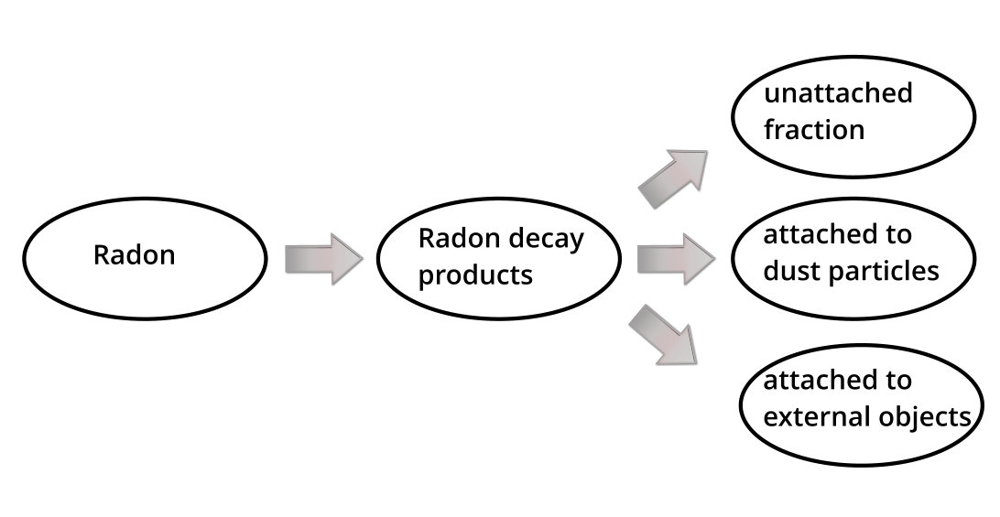 Radon
Radon decay
products
unattached
fraction
attached to
dust particles
attached to
external objects